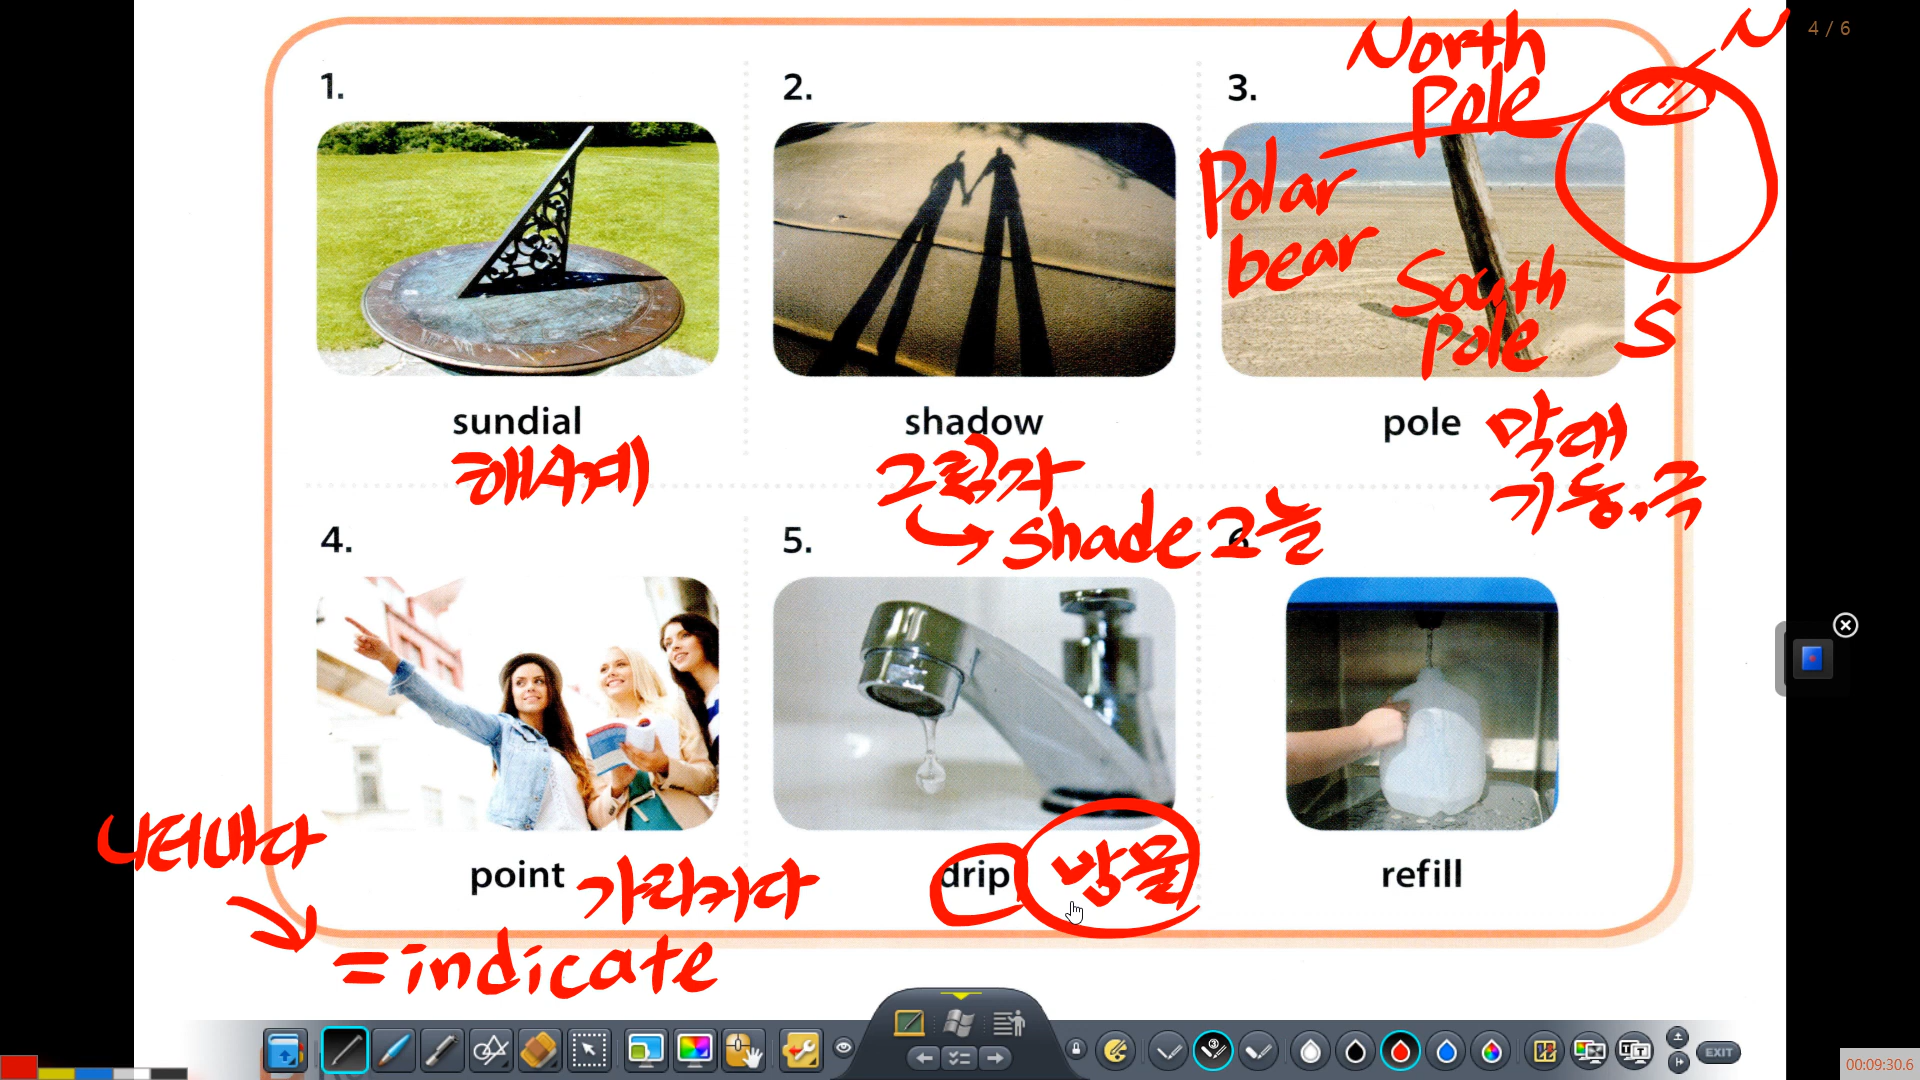 4 / 6
North
Pole
N
1.
2.
3.
Polar
bear
South
Pole
S
sundial
shadow
pole
막대
해시계
그림자
기둥, 극
shade 그늘
4.
5.
6.
나타내다
point
가리키다
drip
방울
refill
= indicate
EXIT
00:09:30.6